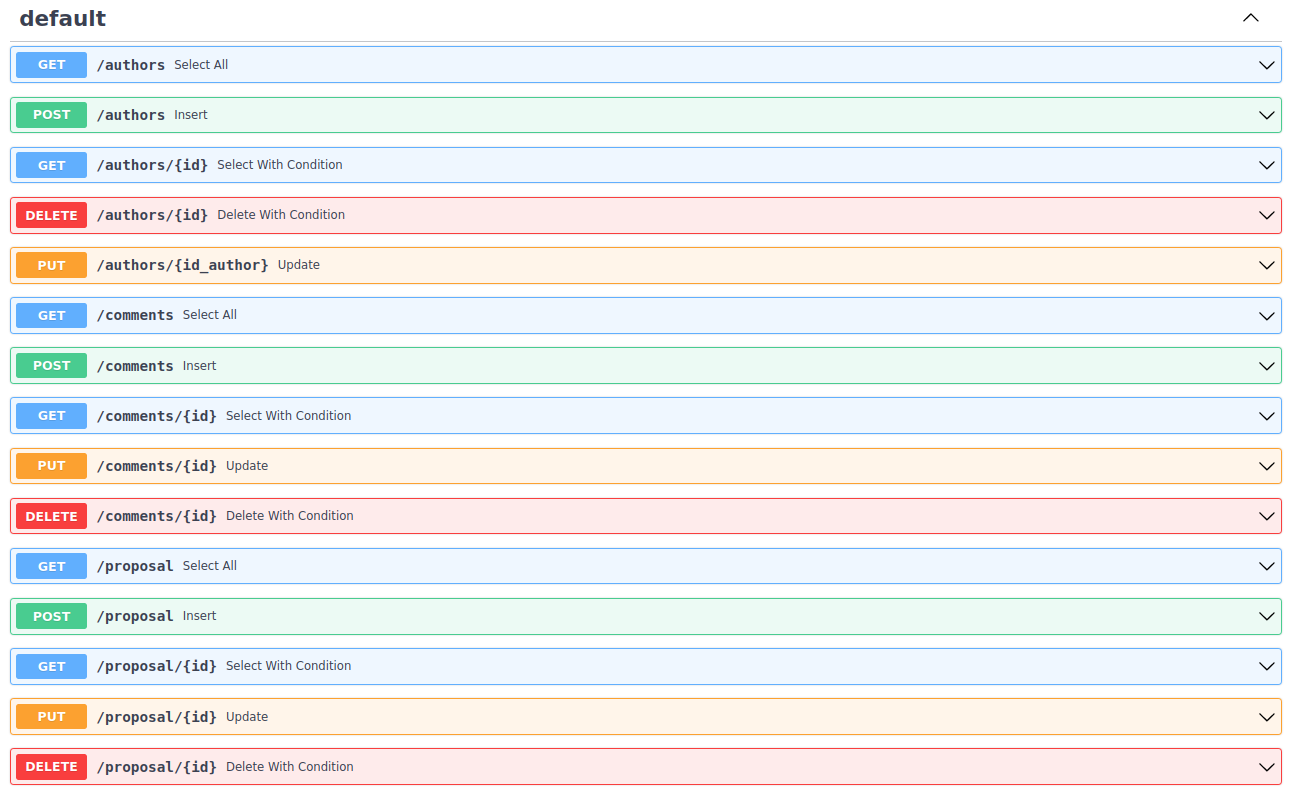 default
GET /authors Select All
POST /authors Insert
GET /authors/{id} Select With Condition
DELETE /authors/{id} Delete With Condition
PUT /authors/{id_author} Update
GET /comments Select All
POST /comments Insert
GET /comments/{id} Select With Condition
PUT /comments/{id} Update
DELETE /comments/{id} Delete With Condition
GET /proposal Select All
POST /proposal Insert
GET /proposal/{id} Select With Condition
PUT /proposal/{id} Update
DELETE /proposal/{id} Delete With Condition